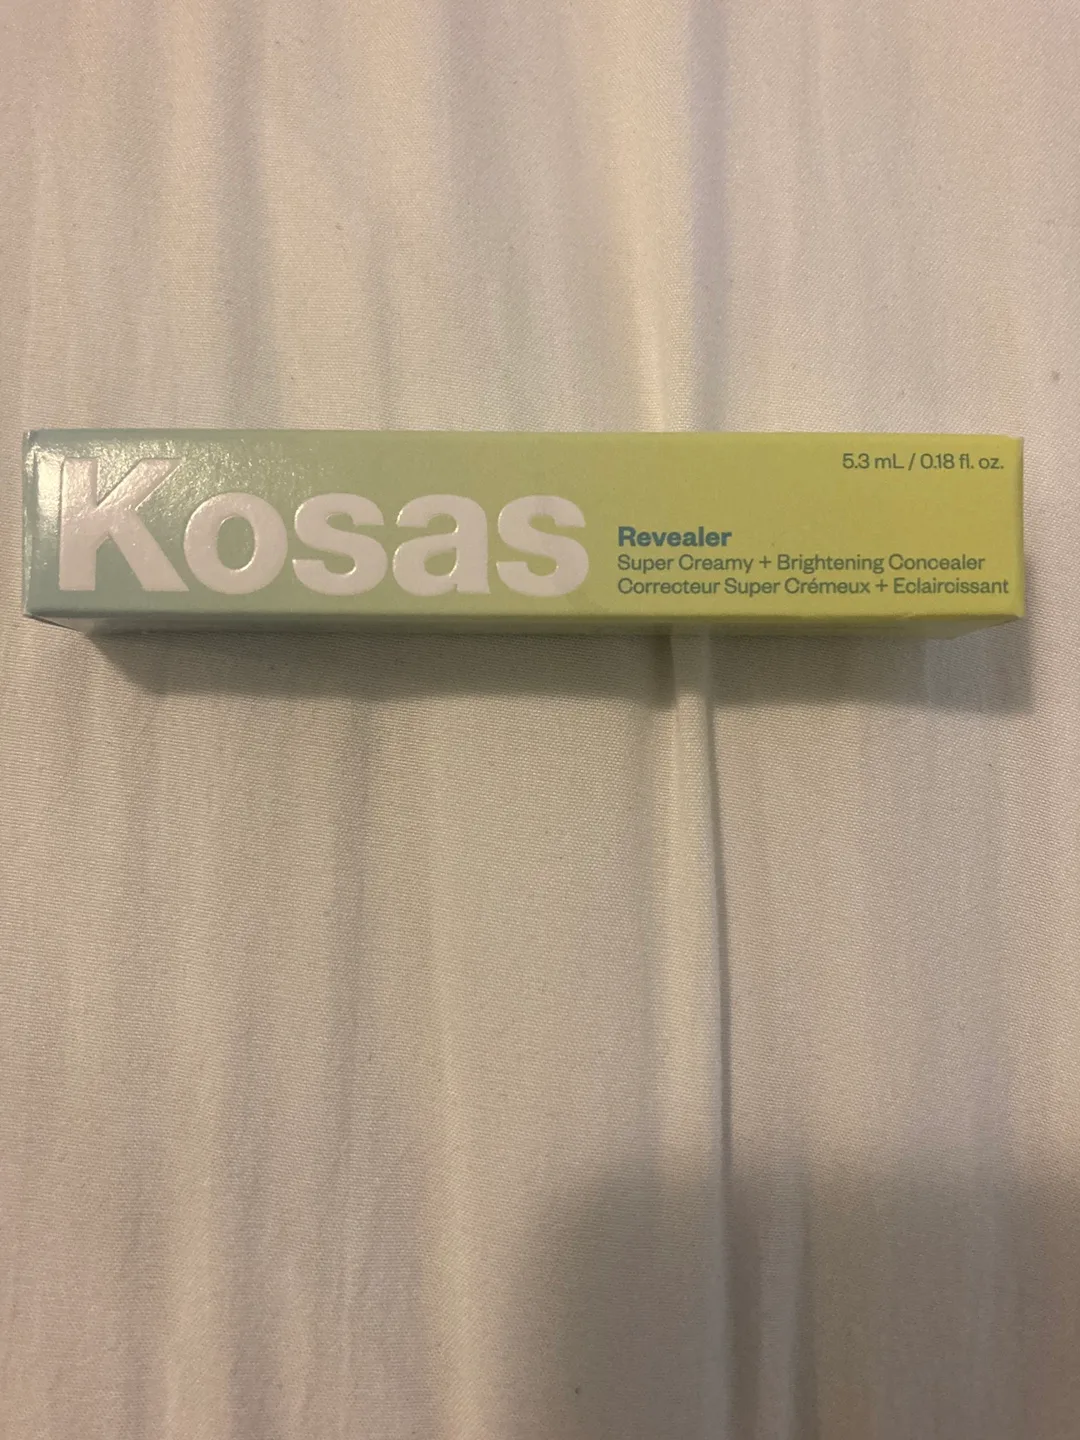 Kosas
5.3 mL / 0.18 fl. oz.
Revealer
Super Creamy + Brightening Concealer
Correcteur Super Crémeux + Eclaircissant